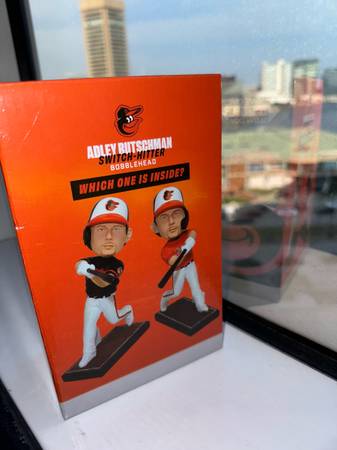 ADLEY RUTSCHMAN
SWITCH-HITTER
BOBBLEHEAD
WHICH ONE IS INSIDE?